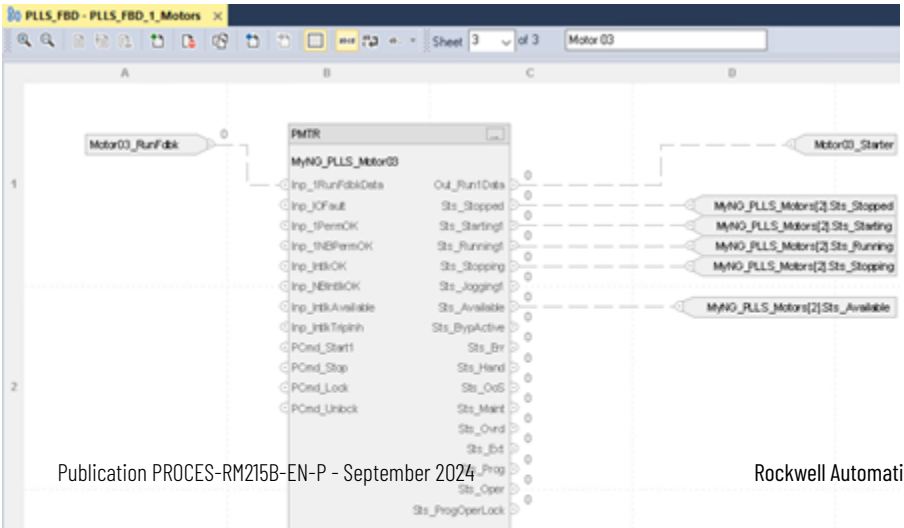 PLLS_FBD - PLLS_FBD_1_Motors ×
Sheet 3 of 3 Motor 03
A B C D
PMTR ...
Motor03_RunFdbk 0 Motor03_Starter
MyNG_PLLS_Motor03
1
Inp_1RunFdbkData Out_Run1Data 0
Inp_IOFault Sts_Stopped 0 MyNG_PLLS_Motors[2].Sts_Stopped
Inp_1PermOK Sts_Starting1 0 MyNG_PLLS_Motors[2].Sts_Starting
Inp_1NBPermOK Sts_Running1 0 MyNG_PLLS_Motors[2].Sts_Running
Inp_IntlkOK Sts_Stopping 0 MyNG_PLLS_Motors[2].Sts_Stopping
Inp_NBIntlkOK Sts_Jogging1 0
Inp_IntlkAvailable Sts_Available 0 MyNG_PLLS_Motors[2].Sts_Available
Inp_IntlkTripInh Sts_BypActive 0
PCmd_Start1 Sts_Err 0
PCmd_Stop Sts_Hand 0
2
PCmd_Lock Sts_OoS 0
PCmd_Unlock Sts_Maint 0
Sts_Ovrd 0
Sts_Ext 0
Sts_Prog 0
Publication PROCES-RM215B-EN-P - September 2024 Rockwell Automati
Sts_Oper 0
Sts_ProgOperLock